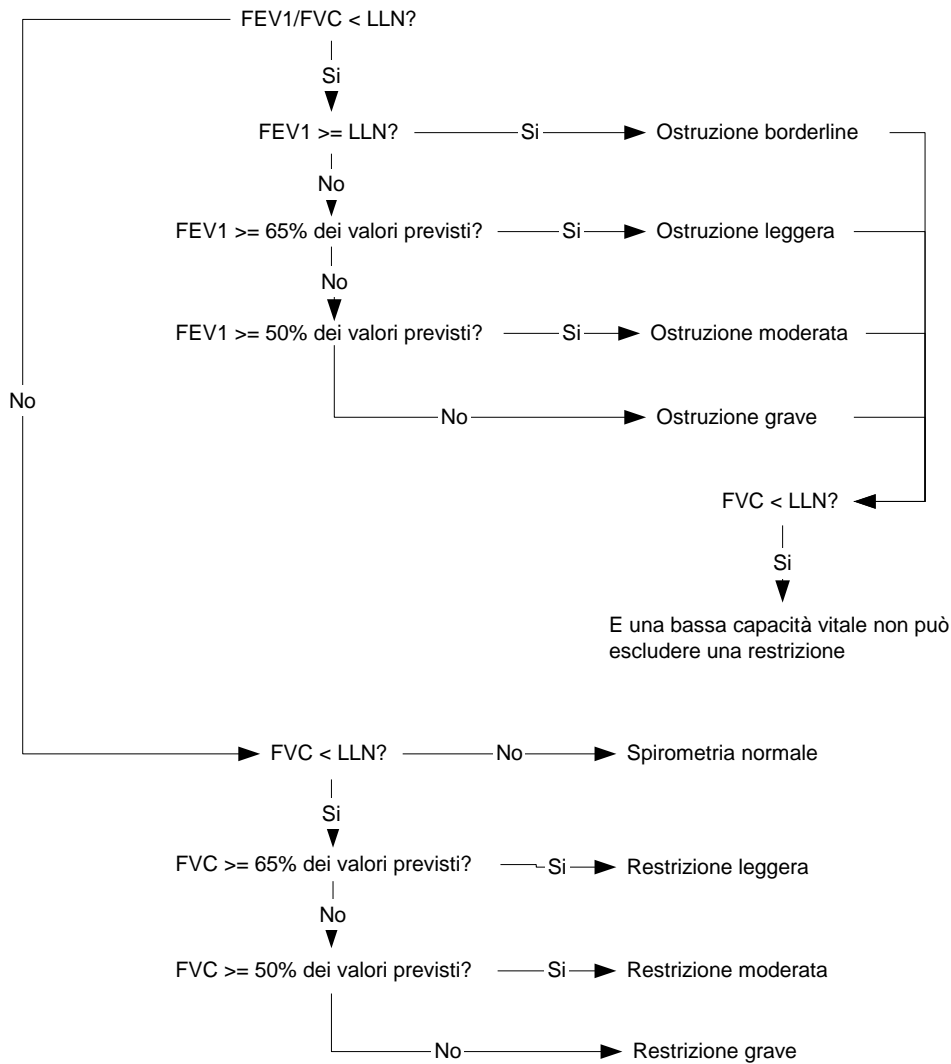 FEV1/FVC < LLN?
Si
FEV1 >= LLN?
Si
Ostruzione borderline
No
FEV1 >= 65% dei valori previsti?
Si
Ostruzione leggera
No
FEV1 >= 50% dei valori previsti?
Si
Ostruzione moderata
No
No
Ostruzione grave
FVC < LLN?
Si
E una bassa capacità vitale non può
escludere una restrizione
FVC < LLN?
No
Spirometria normale
Si
FVC >= 65% dei valori previsti?
Si
Restrizione leggera
No
FVC >= 50% dei valori previsti?
Si
Restrizione moderata
No
Restrizione grave